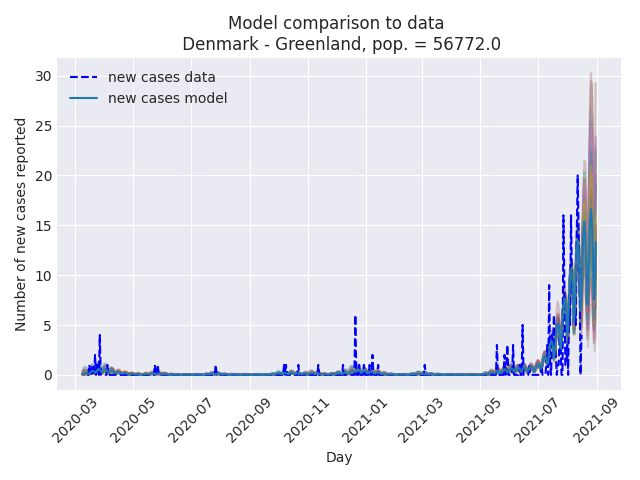 Model comparison to data
Denmark - Greenland, pop. = 56772.0
new cases data
new cases model
Number of new cases reported
30
25
20
15
10
5
0
2020-03
2020-05
2020-07
2020-09
2020-11
2021-01
2021-03
2021-05
2021-07
2021-09
Day